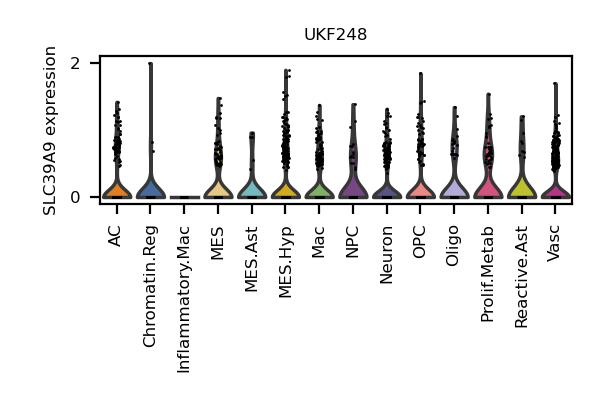 UKF248
SLC39A9 expression
2
0
AC
Chromatin.Reg
Inflammatory.Mac
MES
MES.Ast
MES.Hyp
Mac
NPC
Neuron
OPC
Oligo
Prolif.Metab
Reactive.Ast
Vasc